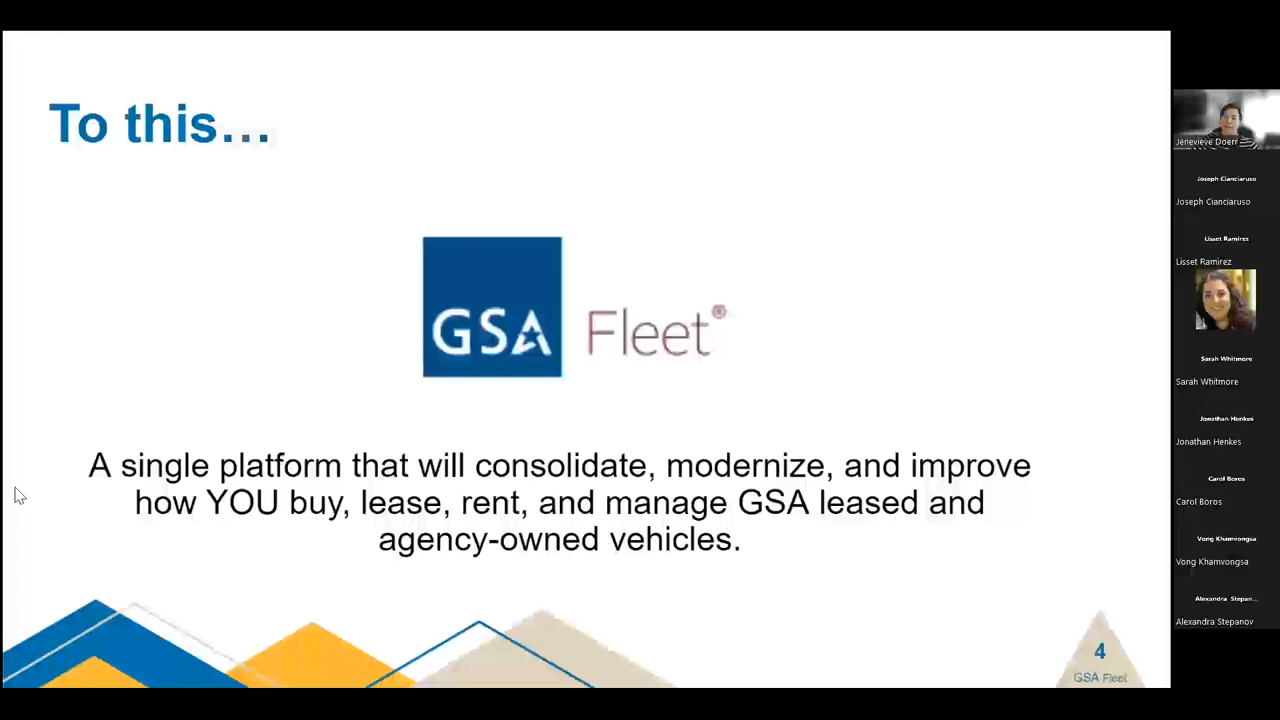 To this…
GSA Fleet®
A single platform that will consolidate, modernize, and improve
how YOU buy, lease, rent, and manage GSA leased and
agency-owned vehicles.
4
GSA Fleet
Jenevieve Doerr
Joseph Cianciaruso
Joseph Cianciaruso
Lisset Ramirez
Lisset Ramirez
Sarah Whitmore
Sarah Whitmore
Jonathan Henkes
Jonathan Henkes
Carol Boros
Carol Boros
Vong Khamvongsa
Vong Khamvongsa
Alexandra Stepan...
Alexandra Stepanov